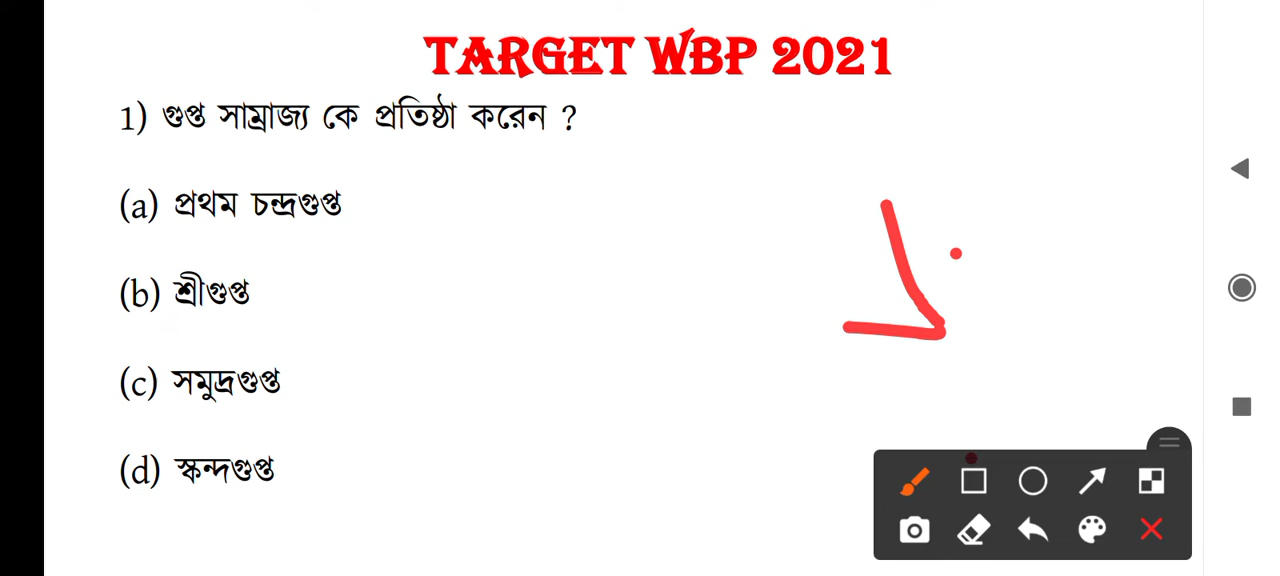 TARGET WBP 2021
1) গুপ্ত সাম্রাজ্য কে প্রতিষ্ঠা করেন ?
(a) প্রথম চন্দ্রগুপ্ত
(b) শ্রীগুপ্ত
(c) সমুদ্রগুপ্ত
(d) স্কন্দগুপ্ত